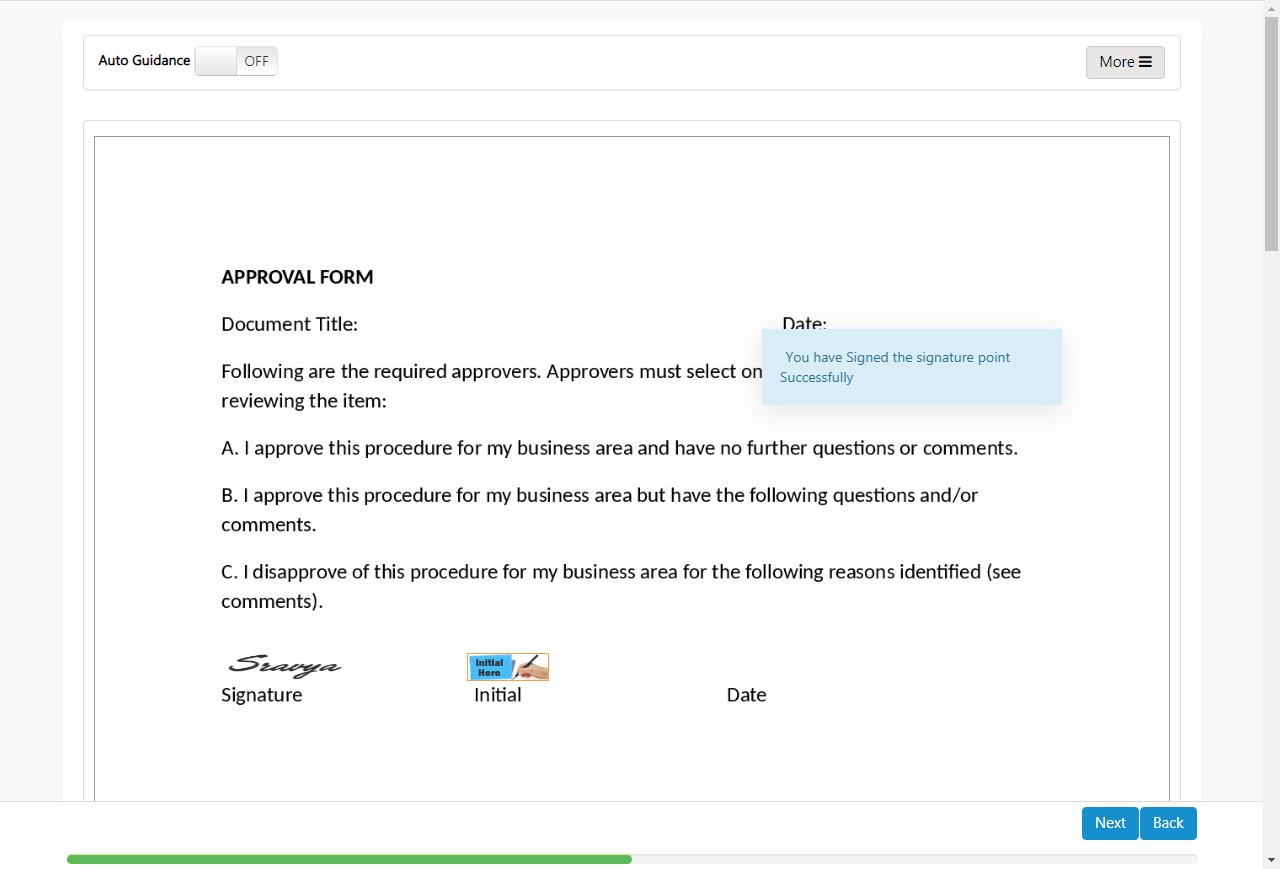 Auto Guidance OFF More
APPROVAL FORM
Document Title: Date:
Following are the required approvers. Approvers must select on
You have Signed the signature point
Successfully
reviewing the item:
A. I approve this procedure for my business area and have no further questions or comments.
B. I approve this procedure for my business area but have the following questions and/or
comments.
C. I disapprove of this procedure for my business area for the following reasons identified (see
comments).
Sravya
Initial
Here
Signature Initial Date
Next Back